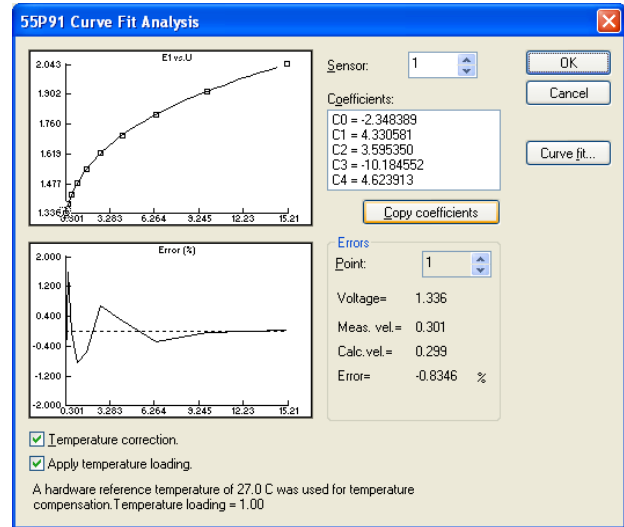 55P91 Curve Fit Analysis
E1 vs.U
2.043
1.902
1.760
1.619
1.477
1.336
0.301 3.283 6.264 9.245 12.23 15.21
Error (%)
2.000
1.200
0.400
-0.400
-1.200
-2.000
0.301 3.283 6.264 9.245 12.23 15.21
Temperature correction.
Apply temperature loading.
A hardware reference temperature of 27.0 C was used for temperature
compensation.Temperature loading = 1.00
Sensor: 1
Coefficients:
C0 = -2.348389
C1 = 4.330581
C2 = 3.595350
C3 = -10.184552
C4 = 4.623913
Copy coefficients
Errors
Point: 1
Voltage= 1.336
Meas. vel.= 0.301
Calc.vel.= 0.299
Error= -0.8346 %
OK
Cancel
Curve fit...